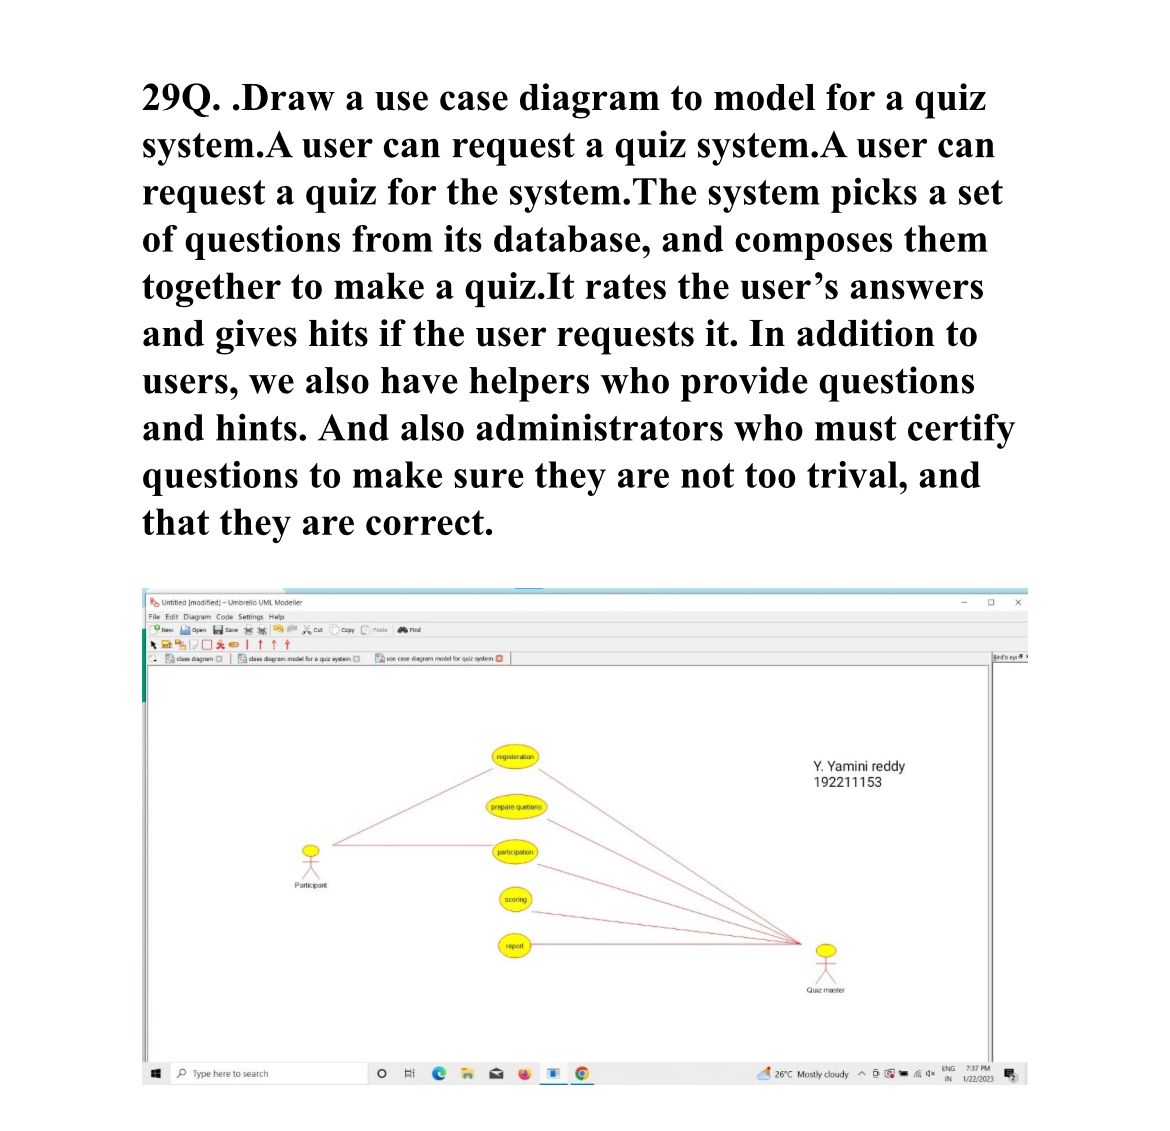 29Q. .Draw a use case diagram to model for a quiz
system.A user can request a quiz system.A user can
request a quiz for the system.The system picks a set
of questions from its database, and composes them
together to make a quiz.It rates the user’s answers
and gives hits if the user requests it. In addition to
users, we also have helpers who provide questions
and hints. And also administrators who must certify
questions to make sure they are not too trival, and
that they are correct.
Untitled [modified] - Umbrello UML Modeller
File Edit Diagram Code Settings Help
New Open Save Cut Copy Paste Find
class diagram class diagram model for a quiz system use case diagram model for quiz system Bird's ey
registeration
Y. Yamini reddy
192211153
prepare quetions
participation
Participant
scoring
report
Quiz master
Type here to search
26°C Mostly cloudy
ENG 7:37 PM
IN 1/22/2023
2